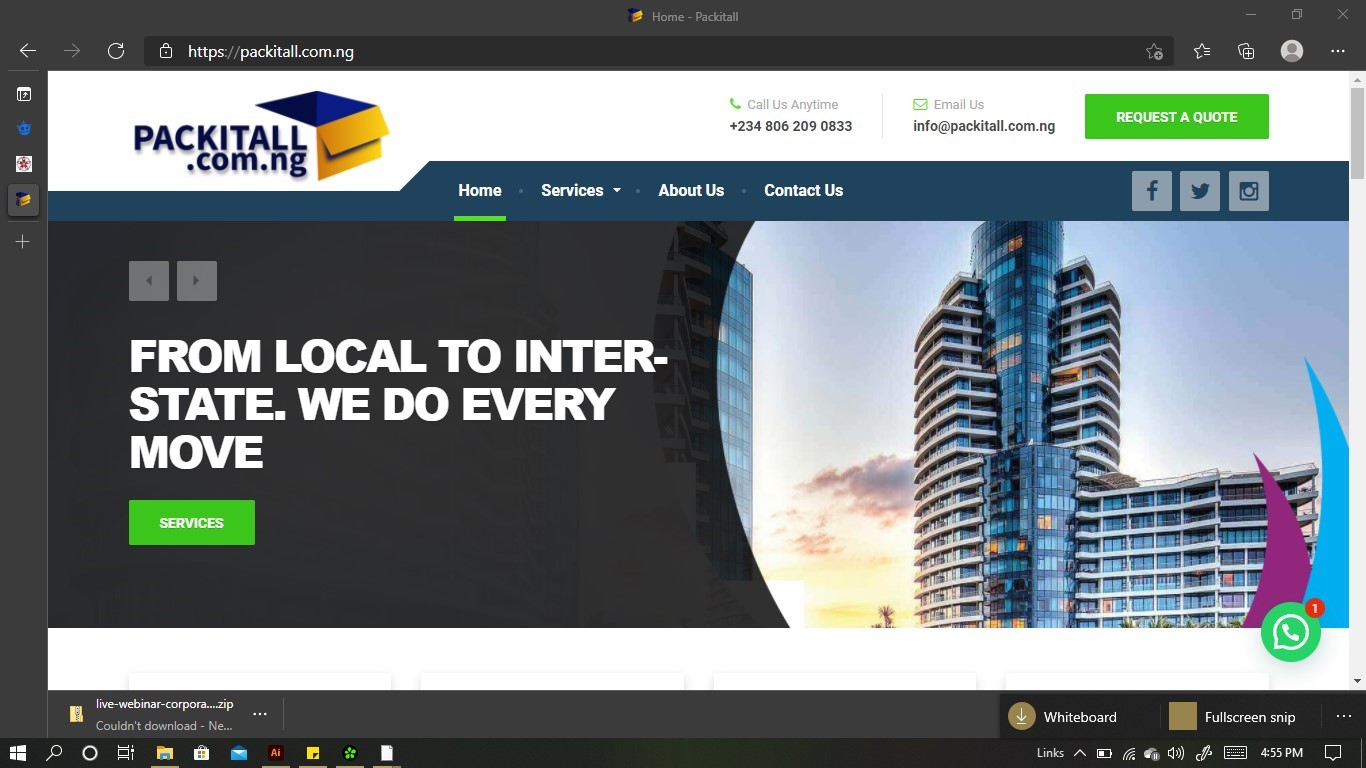 Home - Packitall
https://packitall.com.ng
PACKITALL
.com.ng
Call Us Anytime
+234 806 209 0833
Email Us
info@packitall.com.ng
REQUEST A QUOTE
Home
Services
About Us
Contact Us
FROM LOCAL TO INTER-
STATE. WE DO EVERY
MOVE
SERVICES
1
live-webinar-corpora....zip
Couldn't download - Ne...
Whiteboard
Fullscreen snip
Ai
Links
4:55 PM